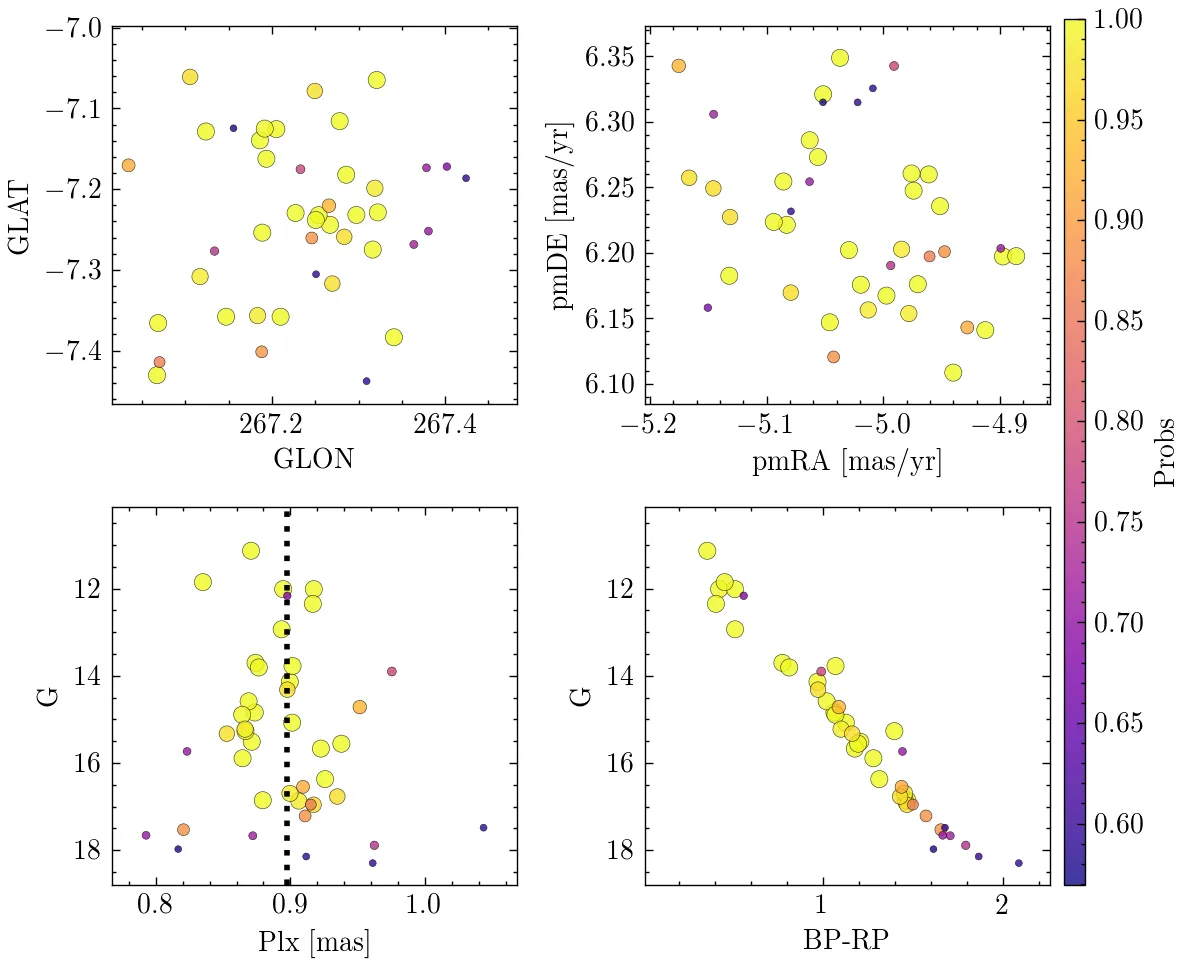 −7.0
−7.1
−7.2
−7.3
−7.4
GLAT
267.2 267.4
GLON
6.35
6.30
6.25
6.20
6.15
6.10
pmDE [mas/yr]
−5.2 −5.1 −5.0 −4.9
pmRA [mas/yr]
12
14
16
18
G
0.8 0.9 1.0
Plx [mas]
12
14
16
18
G
1 2
BP-RP
1.00
0.95
0.90
0.85
0.80
0.75
0.70
0.65
0.60
Probs